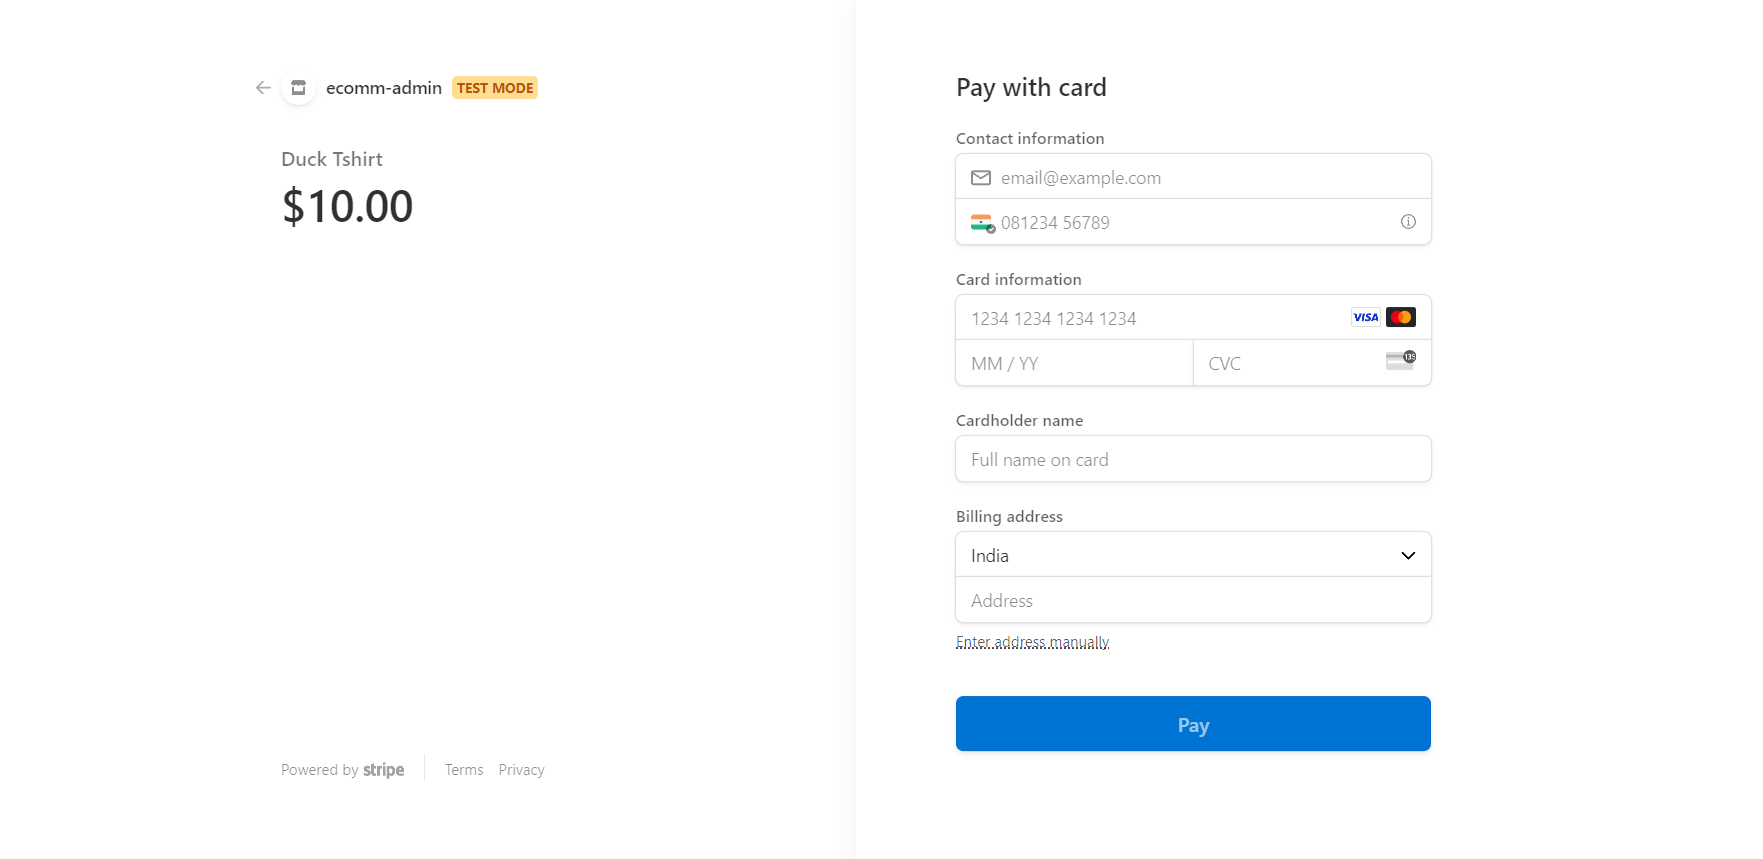 ecomm-admin TEST MODE
Duck Tshirt
$10.00
Powered by stripe Terms Privacy
Pay with card
Contact information
email@example.com
081234 56789
Card information
1234 1234 1234 1234 VISA
MM / YY CVC 135
Cardholder name
Full name on card
Billing address
India
Address
Enter address manually
Pay